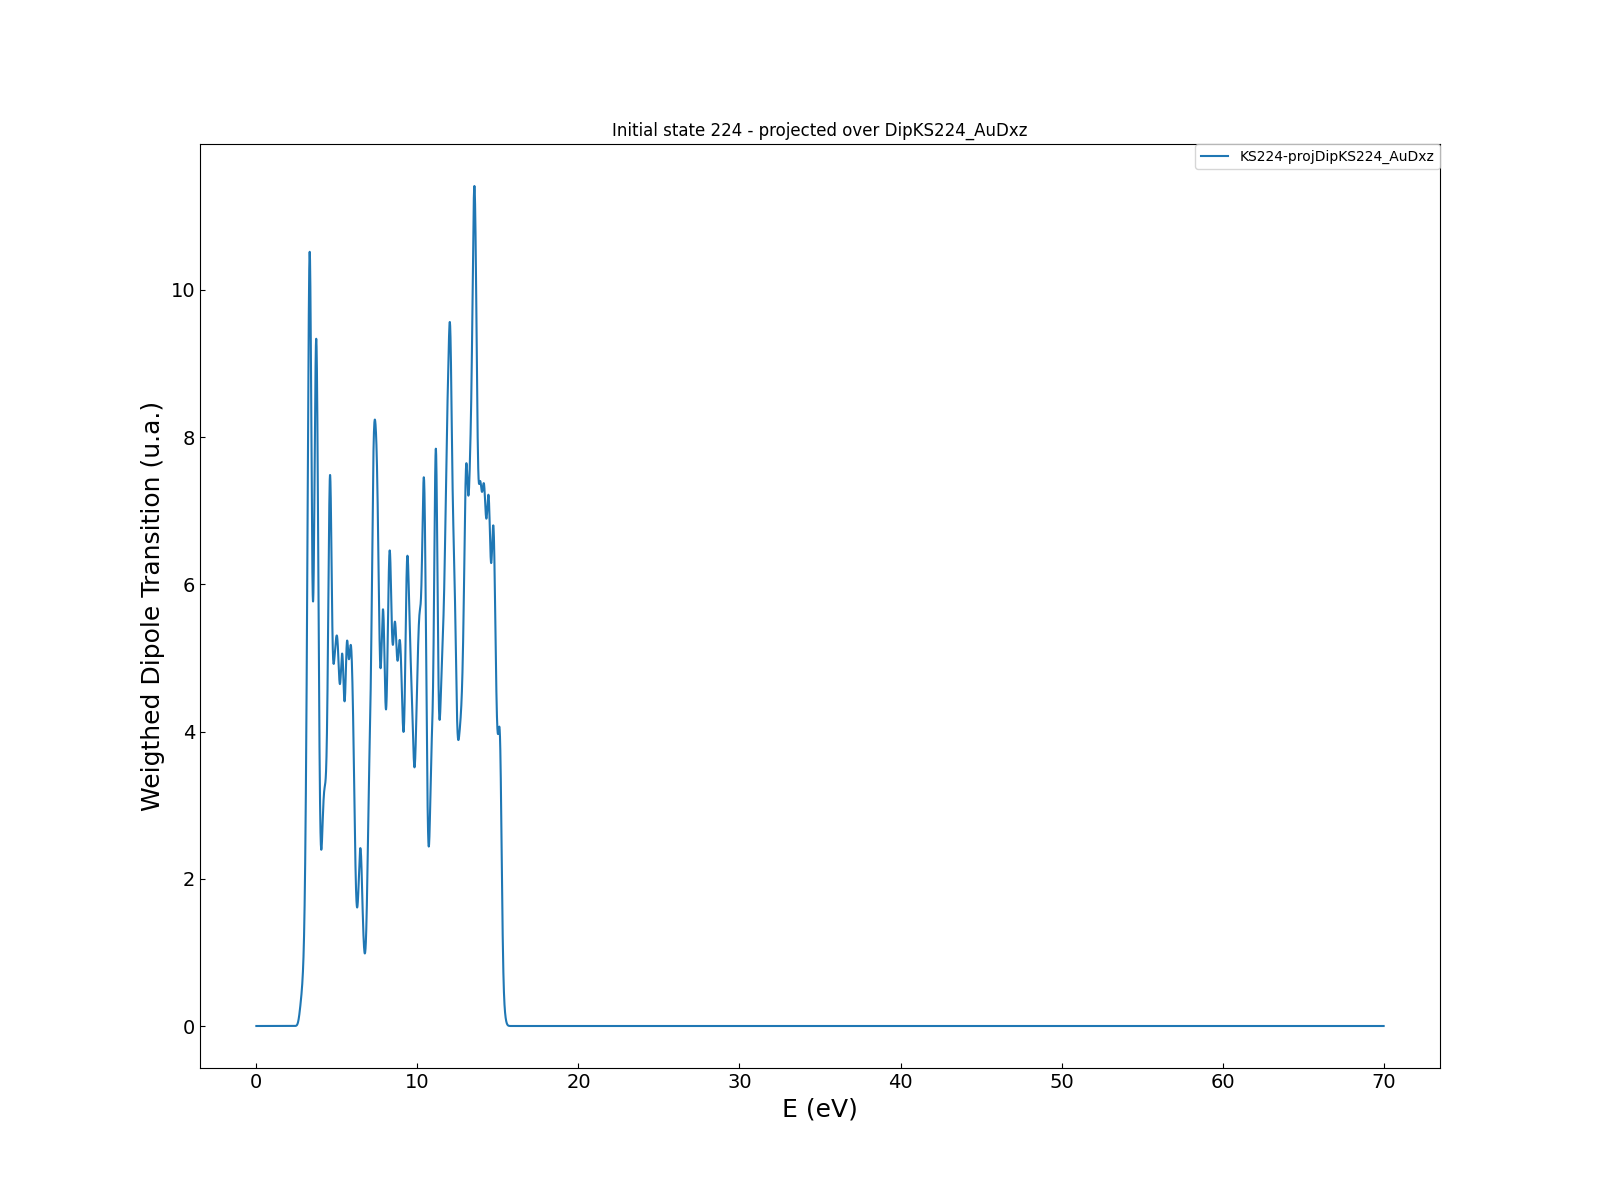 Initial state 224 - projected over DipKS224_AuDxz
KS224-projDipKS224_AuDxz
Weigthed Dipole Transition (u.a.)
10
8
6
4
2
0
0 10 20 30 40 50 60 70
E (eV)